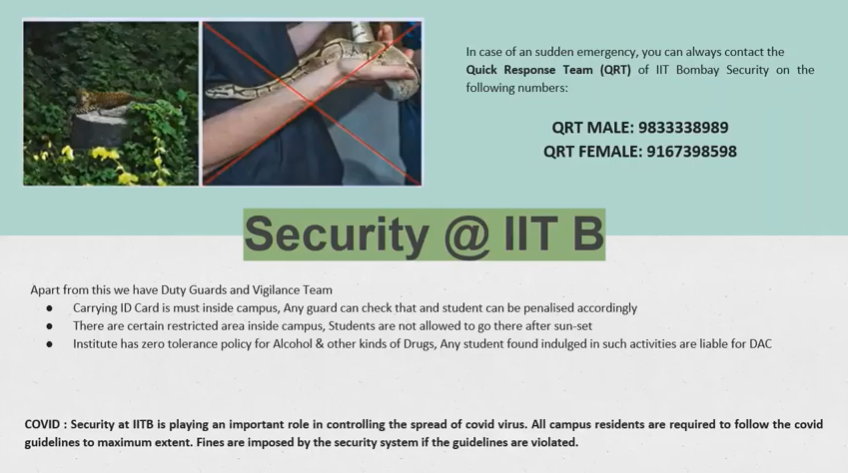 In case of an sudden emergency, you can always contact the
Quick Response Team (QRT) of IIT Bombay Security on the
following numbers:
QRT MALE: 9833338989
QRT FEMALE: 9167398598
Security @ IIT B
Apart from this we have Duty Guards and Vigilance Team
● Carrying ID Card is must inside campus, Any guard can check that and student can be penalised accordingly
● There are certain restricted area inside campus, Students are not allowed to go there after sun-set
● Institute has zero tolerance policy for Alcohol & other kinds of Drugs, Any student found indulged in such activities are liable for DAC
COVID : Security at IITB is playing an important role in controlling the spread of covid virus. All campus residents are required to follow the covid
guidelines to maximum extent. Fines are imposed by the security system if the guidelines are violated.